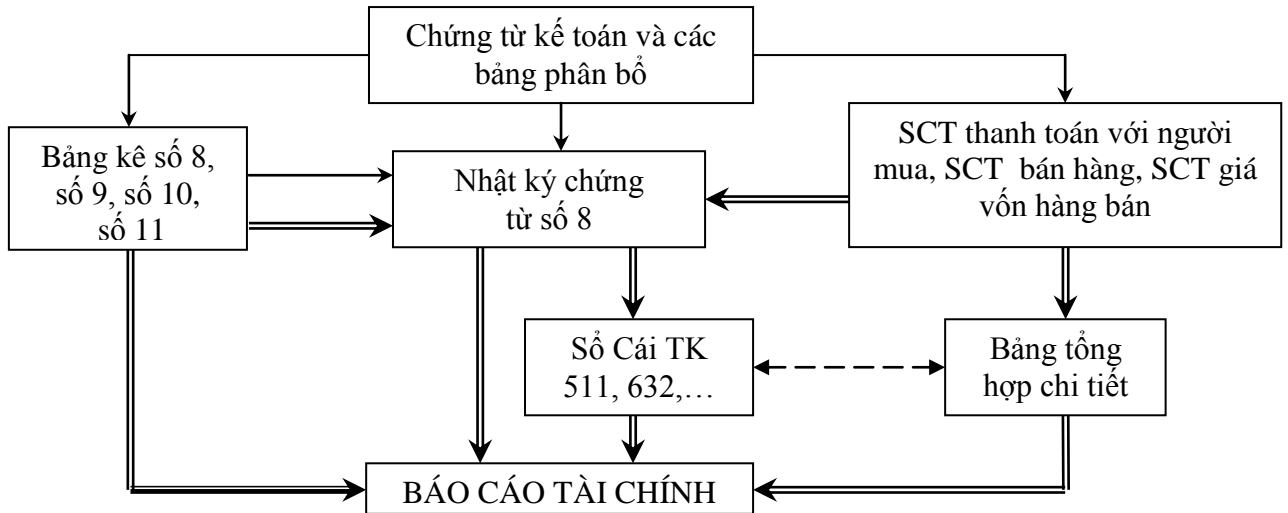 Chứng từ kế toán và các
bảng phân bổ
Bảng kê số 8,
số 9, số 10,
số 11
Nhật ký chứng
từ số 8
SCT thanh toán với người
mua, SCT bán hàng, SCT giá
vốn hàng bán
Sổ Cái TK
511, 632,…
Bảng tổng
hợp chi tiết
BÁO CÁO TÀI CHÍNH